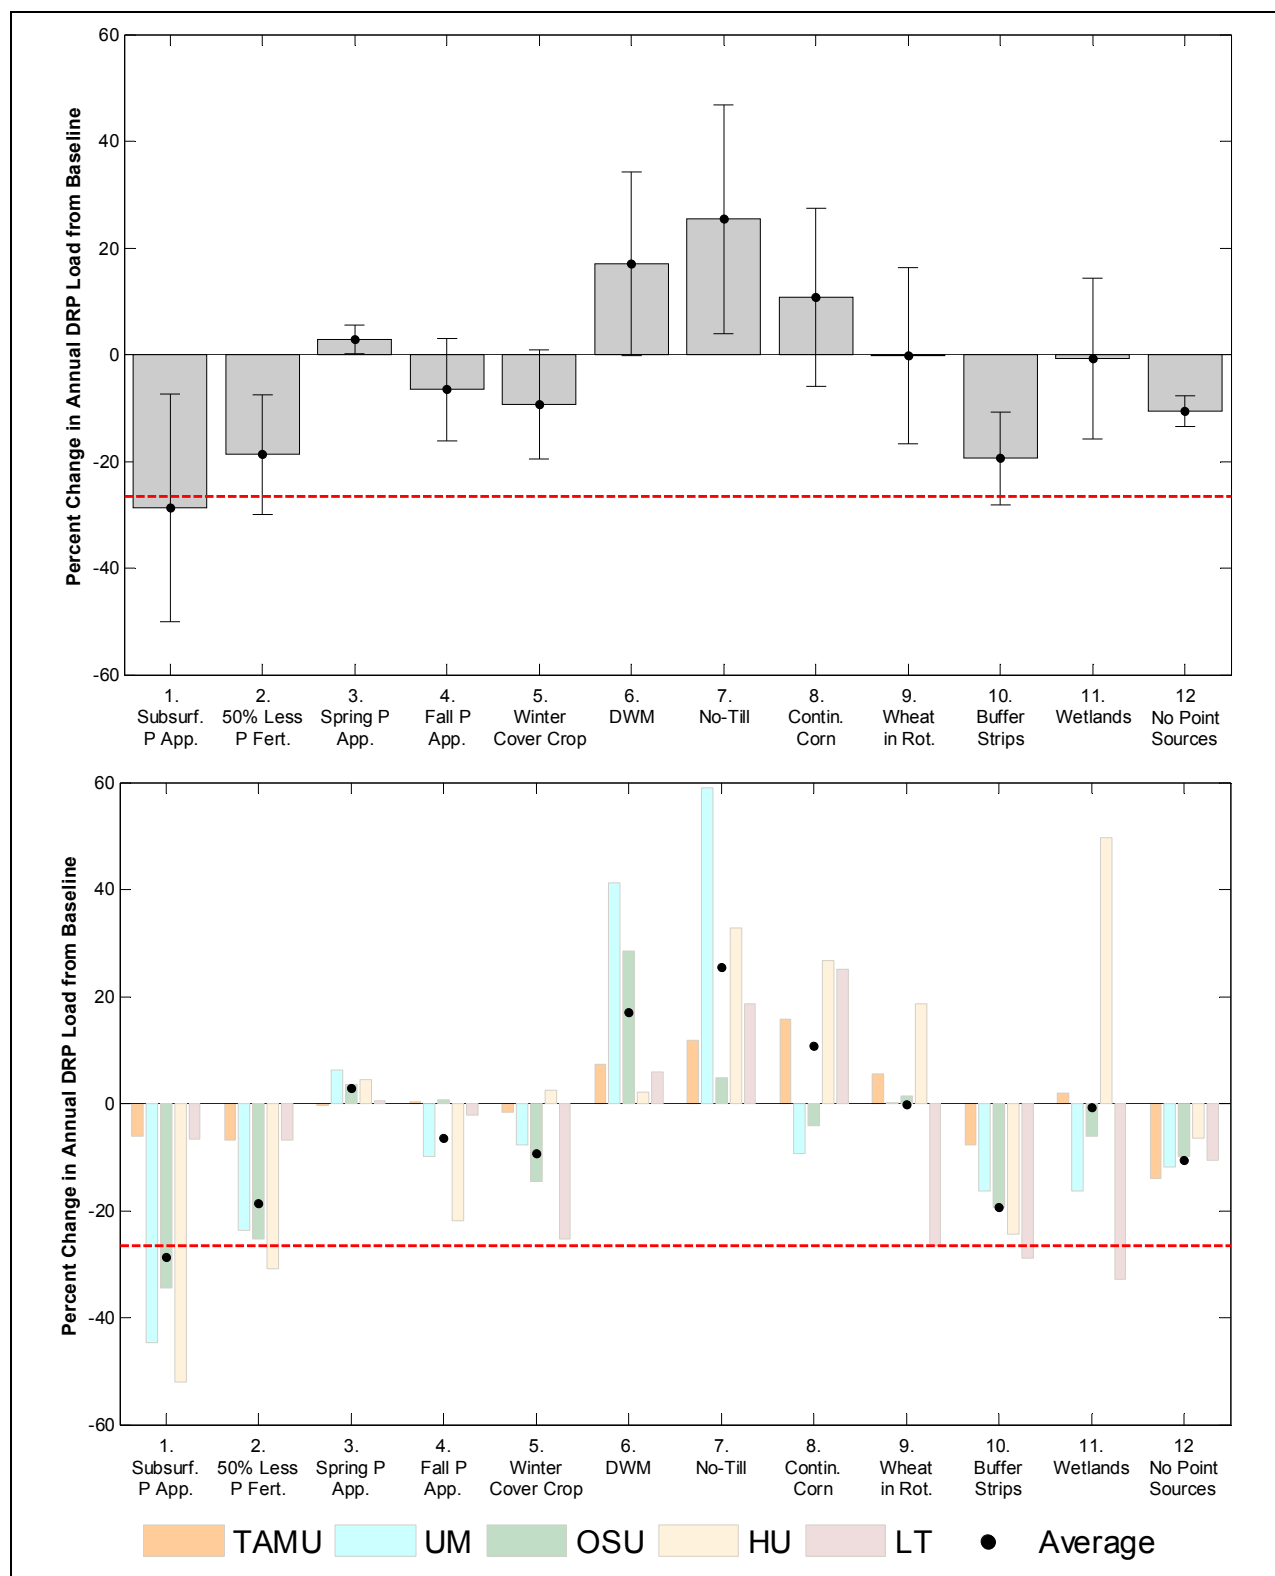 Percent Change in Annual DRP Load from Baseline
60
40
20
0
-20
-40
-60
1. 2. 3. 4. 5. 6. 7. 8. 9. 10. 11. 12
Subsurf. 50% Less Spring P Fall P Winter DWM No-Till Contin. Wheat Buffer Wetlands No Point
P App. P Fert. App. App. Cover Crop Corn in Rot. Strips Sources
Percent Change in Annual DRP Load from Baseline
60
40
20
0
-20
-40
-60
1. 2. 3. 4. 5. 6. 7. 8. 9. 10. 11. 12
Subsurf. 50% Less Spring P Fall P Winter DWM No-Till Contin. Wheat Buffer Wetlands No Point
P App. P Fert. App. App. Cover Crop Corn in Rot. Strips Sources
TAMU UM OSU HU LT Average